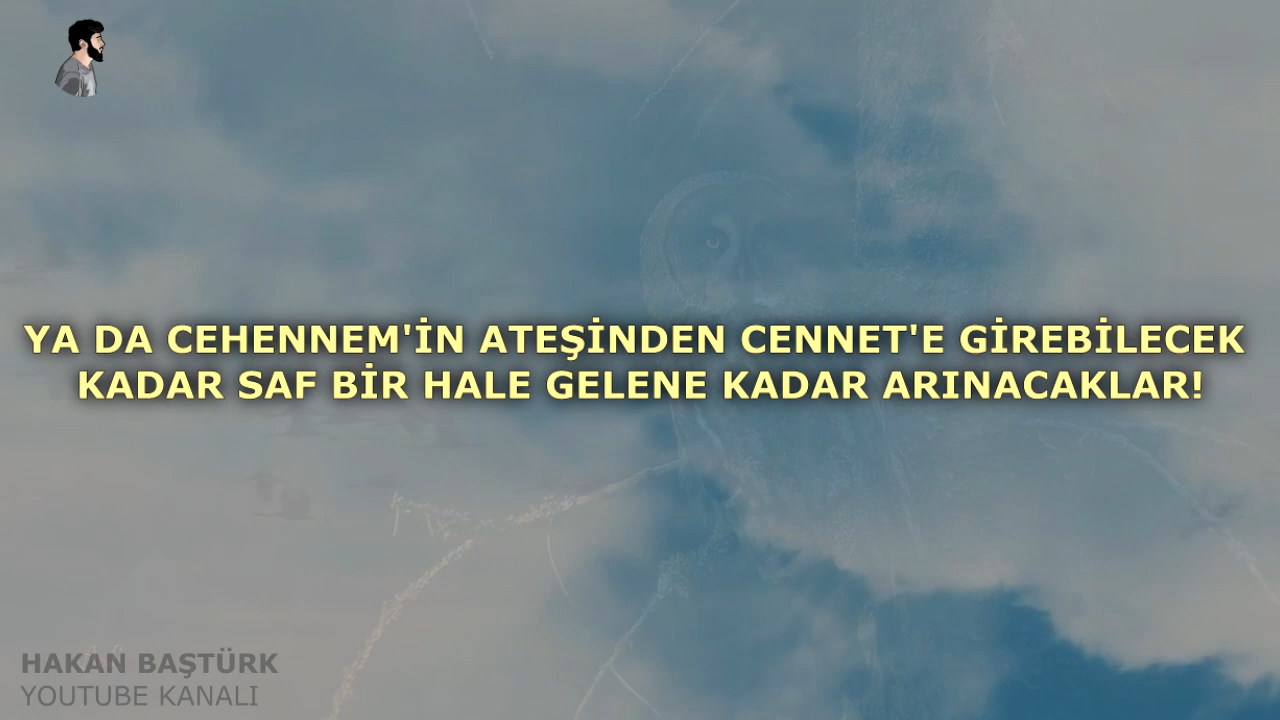 YA DA CEHENNEM'İN ATEŞİNDEN CENNET'E GİREBİLECEK
KADAR SAF BİR HALE GELENE KADAR ARINACAKLAR!
HAKAN BAŞTÜRK
YOUTUBE KANALI